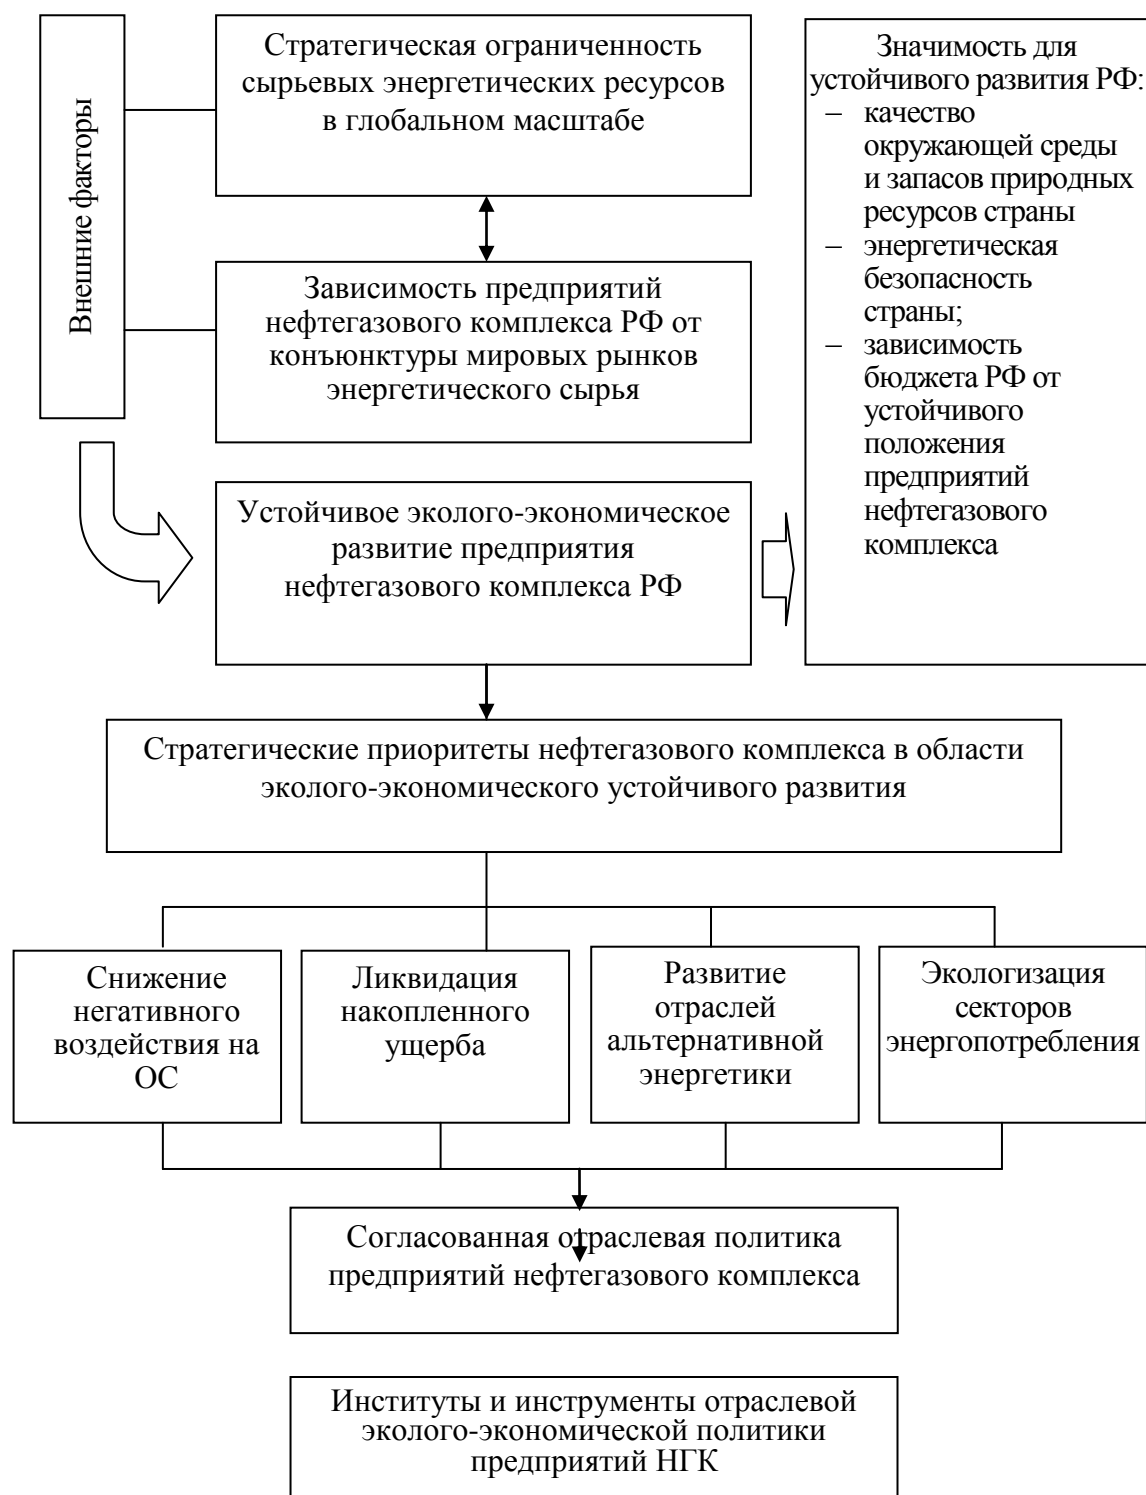 Внешние факторы
Стратегическая ограниченность
сырьевых энергетических ресурсов
в глобальном масштабе
Зависимость предприятий
нефтегазового комплекса РФ от
конъюнктуры мировых рынков
энергетического сырья
Устойчивое эколого-экономическое
развитие предприятия
нефтегазового комплекса РФ
Значимость для
устойчивого развития РФ:
– качество
окружающей среды
и запасов природных
ресурсов страны
– энергетическая
безопасность
страны;
– зависимость
бюджета РФ от
устойчивого
положения
предприятий
нефтегазового
комплекса
Стратегические приоритеты нефтегазового комплекса в области
эколого-экономического устойчивого развития
Снижение
негативного
воздействия на
ОС
Ликвидация
накопленного
ущерба
Развитие
отраслей
альтернативной
энергетики
Экологизация
секторов
энергопотребления
Согласованная отраслевая политика
предприятий нефтегазового комплекса
Институты и инструменты отраслевой
эколого-экономической политики
предприятий НГК